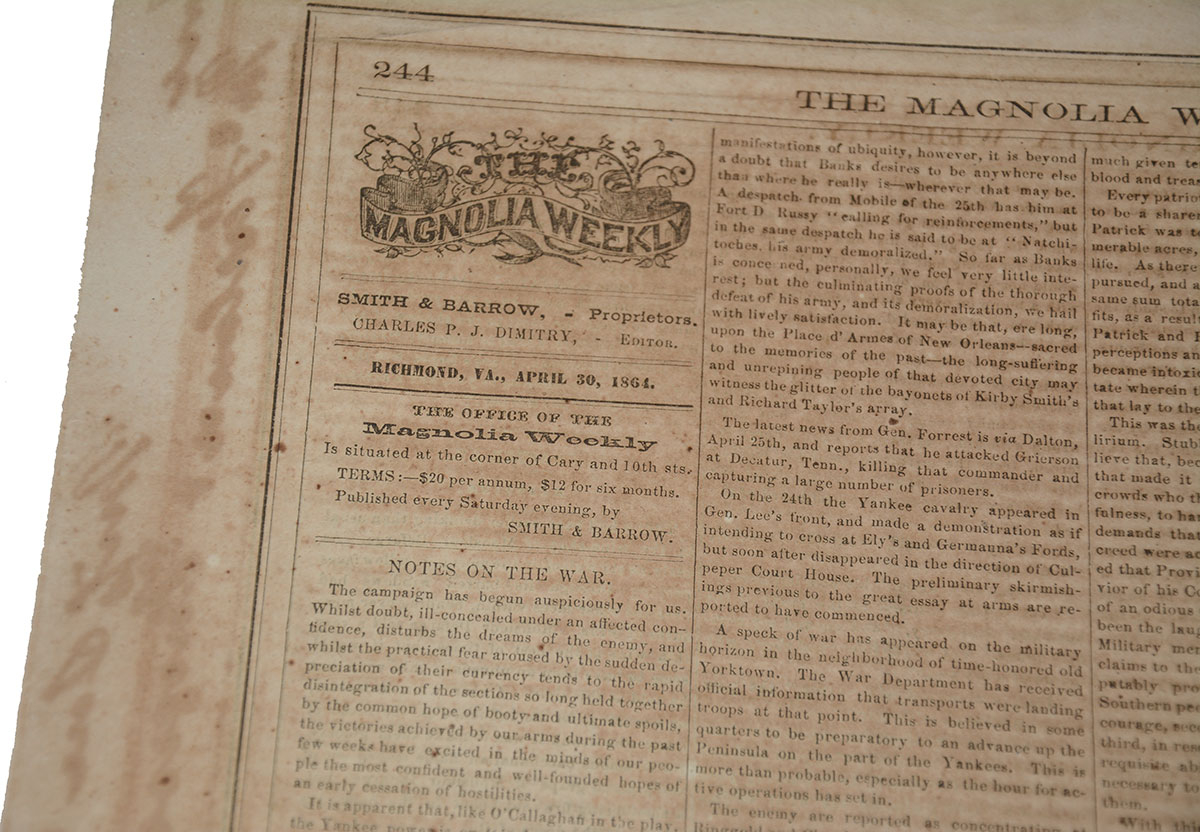 244
THE MAGNOLIA W
THE
MAGNOLIA WEEKLY
SMITH & BARROW, - Proprietors.
CHARLES P. J. DIMITRY, - EDITOR.
RICHMOND, VA., APRIL 30, 1864.
THE OFFICE OF THE
Magnolia Weekly
Is situated at the corner of Cary and 10th sts.
TERMS:—$20 per annum, $12 for six months.
Published every Saturday evening, by
SMITH & BARROW.
NOTES ON THE WAR.
The campaign has begun auspiciously for us.
Whilst doubt, ill-concealed under an affected con-
fidence, disturbs the dreams of the enemy, and
whilst the practical fear aroused by the sudden de-
preciation of their currency tends to the rapid
disintegration of the sections so long held together
by the common hope of booty and ultimate spoils,
the victories achieved by our arms during the past
few weeks have excited in the minds of our peo-
ple the most confident and well-founded hopes of
an early cessation of hostilities.
It is apparent that, like O'Callaghan in the play,
the Yankee power
manifestations of ubiquity, however, it is beyond
a doubt that Banks desires to be anywhere else
than where he really is—wherever that may be.
A despatch from Mobile of the 25th has him at
Fort D Russy "calling for reinforcements," but
in the same despatch he is said to be at "Natchi-
toches, his army demoralized." So far as Banks
is conce ned, personally, we feel very little inte-
rest; but the culminating proofs of the thorough
defeat of his army, and its demoralization, we hail
with lively satisfaction. It may be that, ere long,
upon the Place d'Armes of New Orleans—sacred
to the memories of the past—the long-suffering
and unrepining people of that devoted city may
witness the glitter of the bayonets of Kirby Smith's
and Richard Taylor's array.
The latest news from Gen. Forrest is via Dalton,
April 25th, and reports that he attacked Grierson
at Decatur, Tenn., killing that commander and
capturing a large number of prisoners.
On the 24th the Yankee cavalry appeared in
Gen. Lee's front, and made a demonstration as if
intending to cross at Ely's and Germanna's Fords,
but soon after disappeared in the direction of Cul-
peper Court House. The preliminary skirmish-
ings previous to the great essay at arms are re-
ported to have commenced.
A speck of war has appeared on the military
horizon in the neighborhood of time-honored old
Yorktown. The War Department has received
official information that transports were landing
troops at that point. This is believed in some
quarters to be preparatory to an advance up the
Peninsula on the part of the Yankees. This is
more than probable, especially as the hour for ac-
tive operations has set in.
The enemy are reported as concentrating
much given to
blood and trea
Every patrio
to be a share
Patrick was to
merable acres,
life. As there
pursued, and a
same sum tota
fits, as a resul
Patrick and
perceptions an
became intoxic
tate wherein t
that lay to the
This was the
lirium. Stub
lieve that, bec
that made it
crowds who th
fulness, to ha
demands that
creed were a
ed that Provi
vior of his Co
of an odious
been the lau
Military men
claims to the
putably pro
Southern pe
courage, sec
third, in res
requisite ab
necessary to
them.
With th